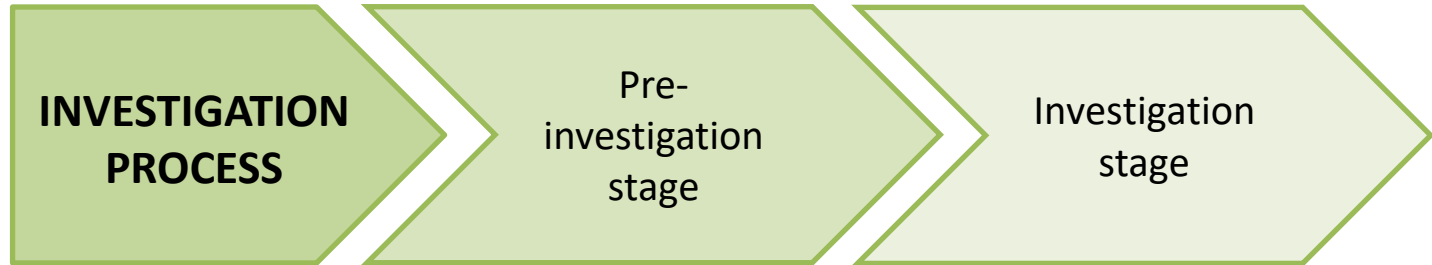 INVESTIGATION
PROCESS
Pre-
investigation
stage
Investigation
stage